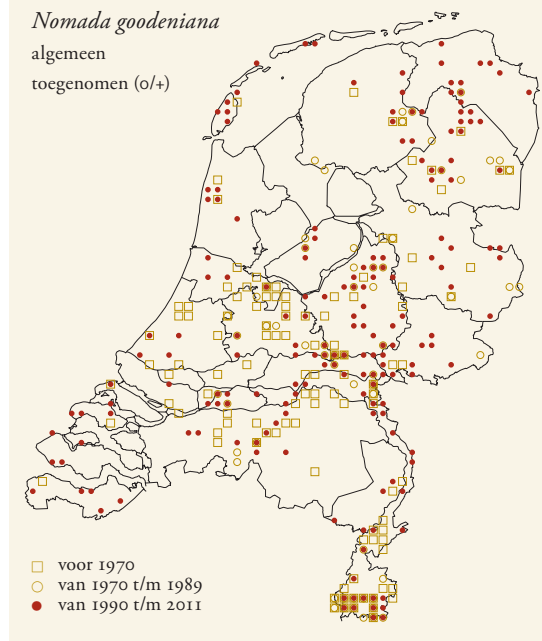 Nomada goodeniana
algemeen
toegenomen (0/+)
voor 1970
van 1970 t/m 1989
van 1990 t/m 2011